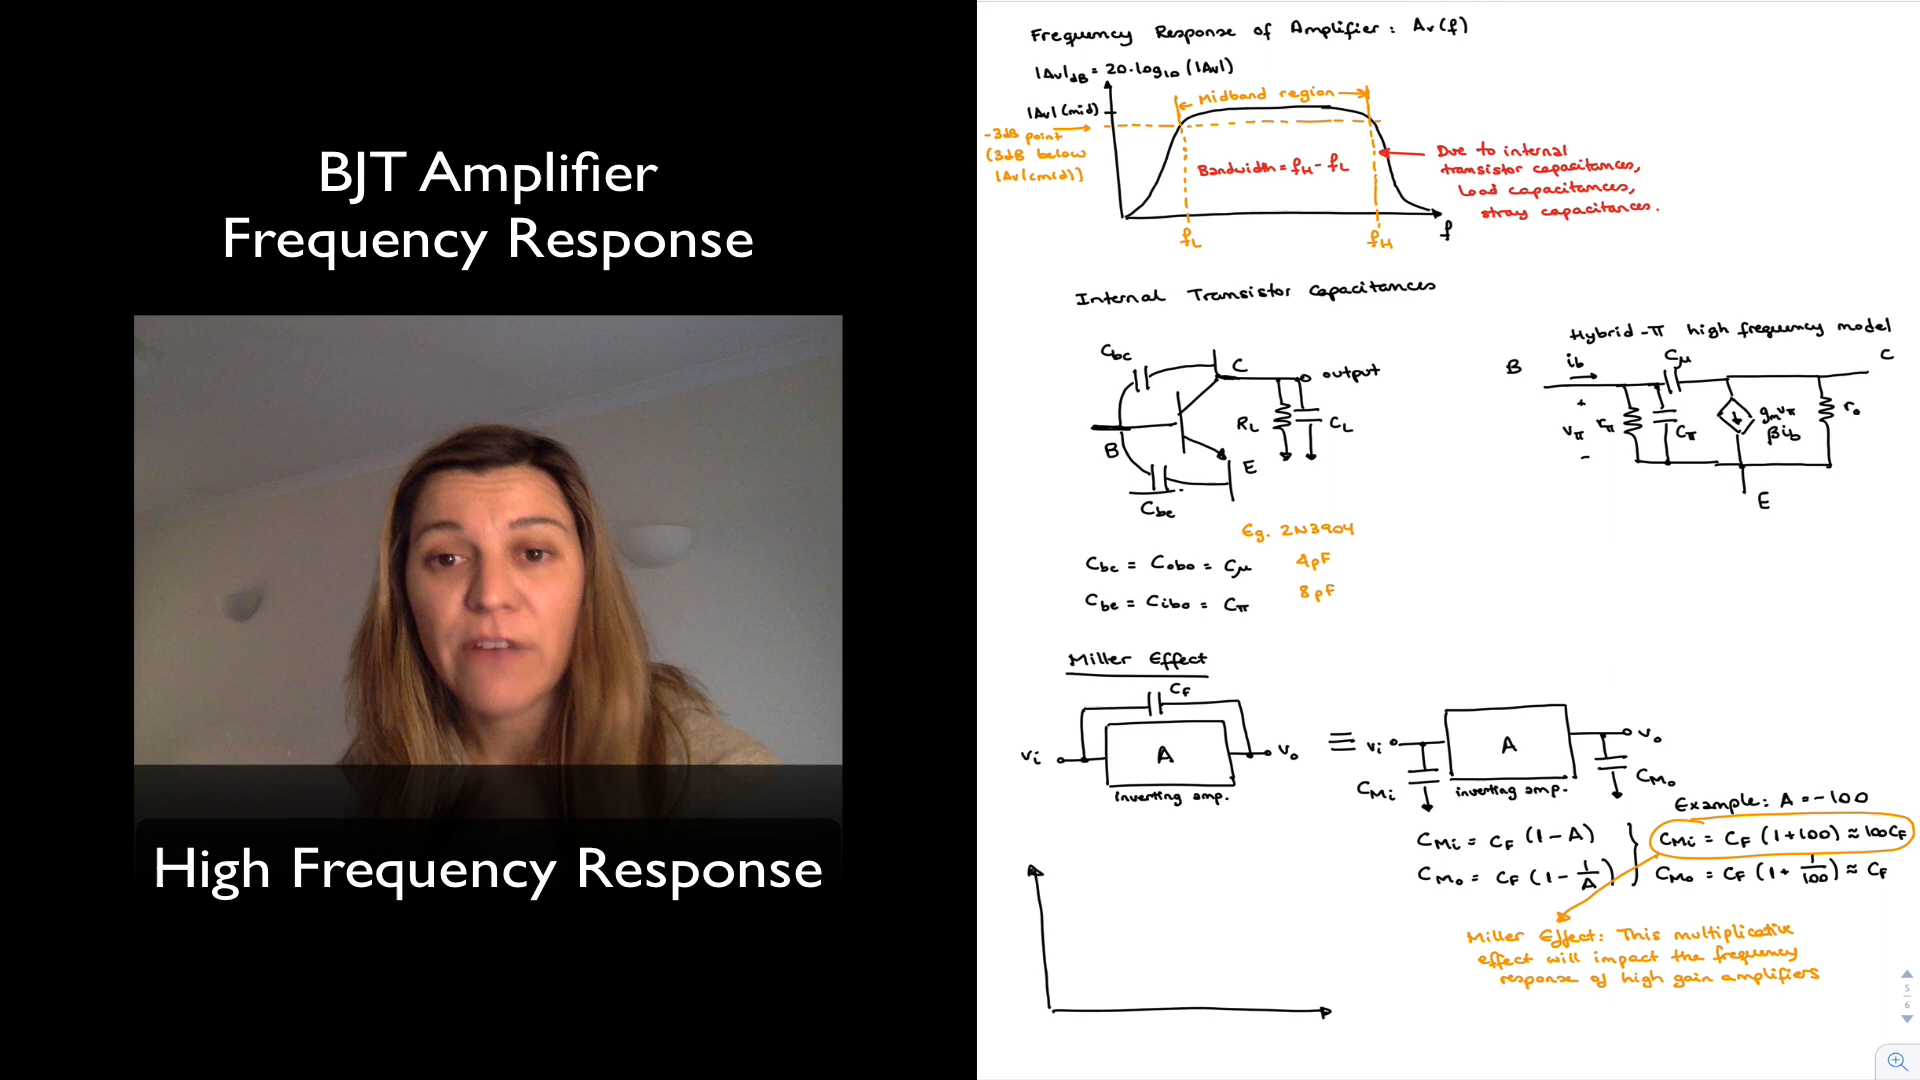 BJT Amplifier
Frequency Response
High Frequency Response
Frequency Response of Amplifier: Av(f)
|Av|dB = 20·log10 (|Av|)
|Av|(mid)
Midband region
-3dB point
(3dB below
|Av(mid)|)
Bandwidth = fH - fL
Due to internal
transistor capacitances,
load capacitances,
stray capacitances.
fL
fH
f
Internal Transistor Capacitances
Cbc
C
output
B
RL
CL
E
Cbe
Hybrid-π high frequency model
B
ib
Cμ
C
+
vπ
-
rπ
Cπ
gmvπ
βib
ro
E
Eg. 2N3904
Cbc = Cobo = Cμ 4pF
Cbe = Cibo = Cπ 8pF
Miller Effect
CF
vi
A
vo
inverting amp.
≡
vi
A
vo
CMi
inverting amp.
CMo
Example: A = -100
CMi = CF (1 - A)
CMo = CF (1 - 1/A)
CMi = CF (1+100) ≈ 100CF
CMo = CF (1 + 1/100) ≈ CF
Miller Effect: This multiplicative
effect will impact the frequency
response of high gain amplifiers
5
6